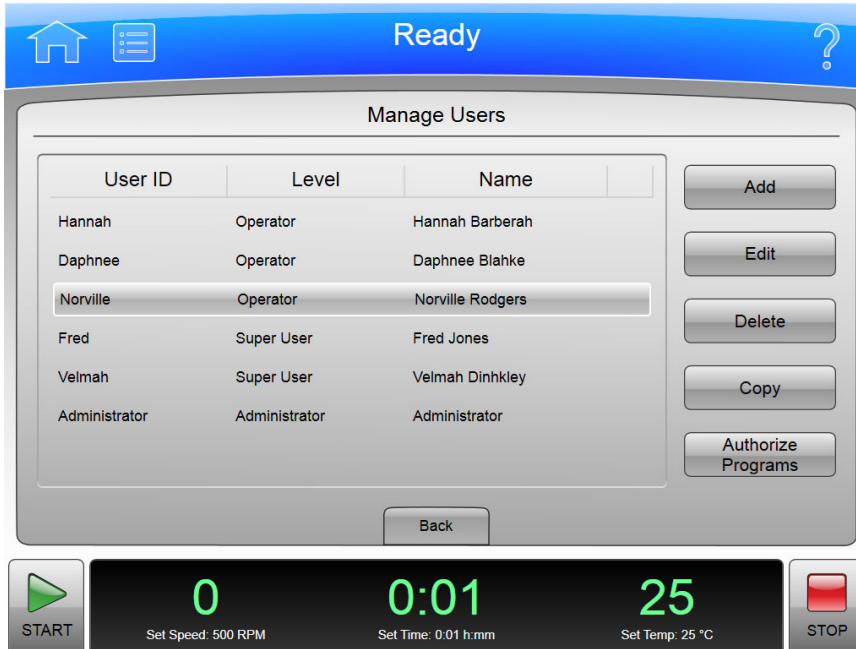 Ready
Manage Users
User ID Level Name
Hannah Operator Hannah Barberah
Daphnee Operator Daphnee Blahke
Norville Operator Norville Rodgers
Fred Super User Fred Jones
Velmah Super User Velmah Dinhkley
Administrator Administrator Administrator
Add
Edit
Delete
Copy
Authorize
Programs
Back
START
0 0:01 25
Set Speed: 500 RPM Set Time: 0:01 h:mm Set Temp: 25 °C
STOP